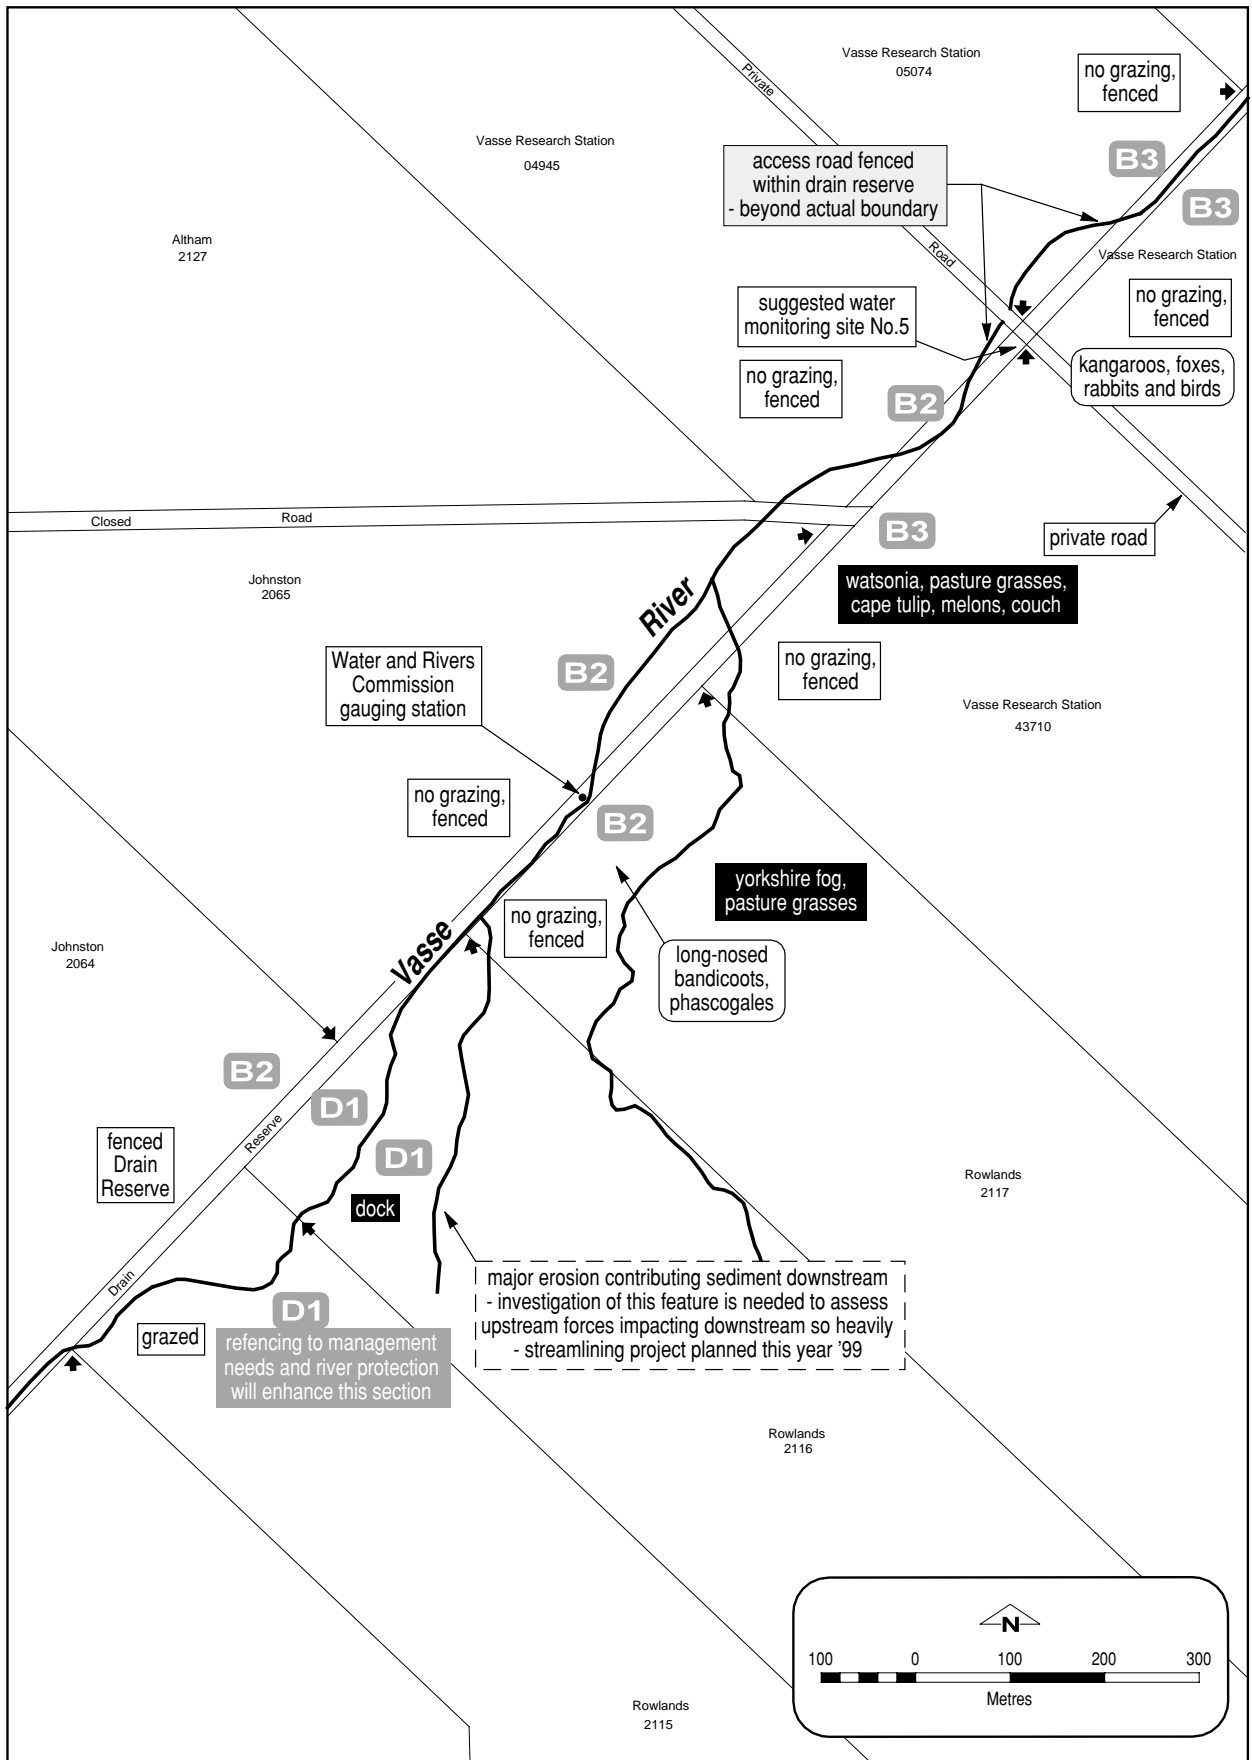 Vasse Research Station
05074
no grazing,
fenced
Private
Vasse Research Station
04945
access road fenced
within drain reserve
- beyond actual boundary
B3
B3
Altham
2127
Road
Vasse Research Station
suggested water
monitoring site No.5
no grazing,
fenced
no grazing,
fenced
kangaroos, foxes,
rabbits and birds
B2
Closed
Road
B3
private road
Johnston
2065
watsonia, pasture grasses,
cape tulip, melons, couch
River
Water and Rivers
Commission
gauging station
B2
no grazing,
fenced
Vasse Research Station
43710
no grazing,
fenced
B2
yorkshire fog,
pasture grasses
no grazing,
fenced
Vasse
Johnston
2064
long-nosed
bandicoots,
phascogales
B2
D1
Reserve
fenced
Drain
Reserve
D1
Rowlands
2117
dock
Drain
major erosion contributing sediment downstream
- investigation of this feature is needed to assess
upstream forces impacting downstream so heavily
- streamlining project planned this year '99
D1
grazed
refencing to management
needs and river protection
will enhance this section
Rowlands
2116
N
100 0 100 200 300
Metres
Rowlands
2115